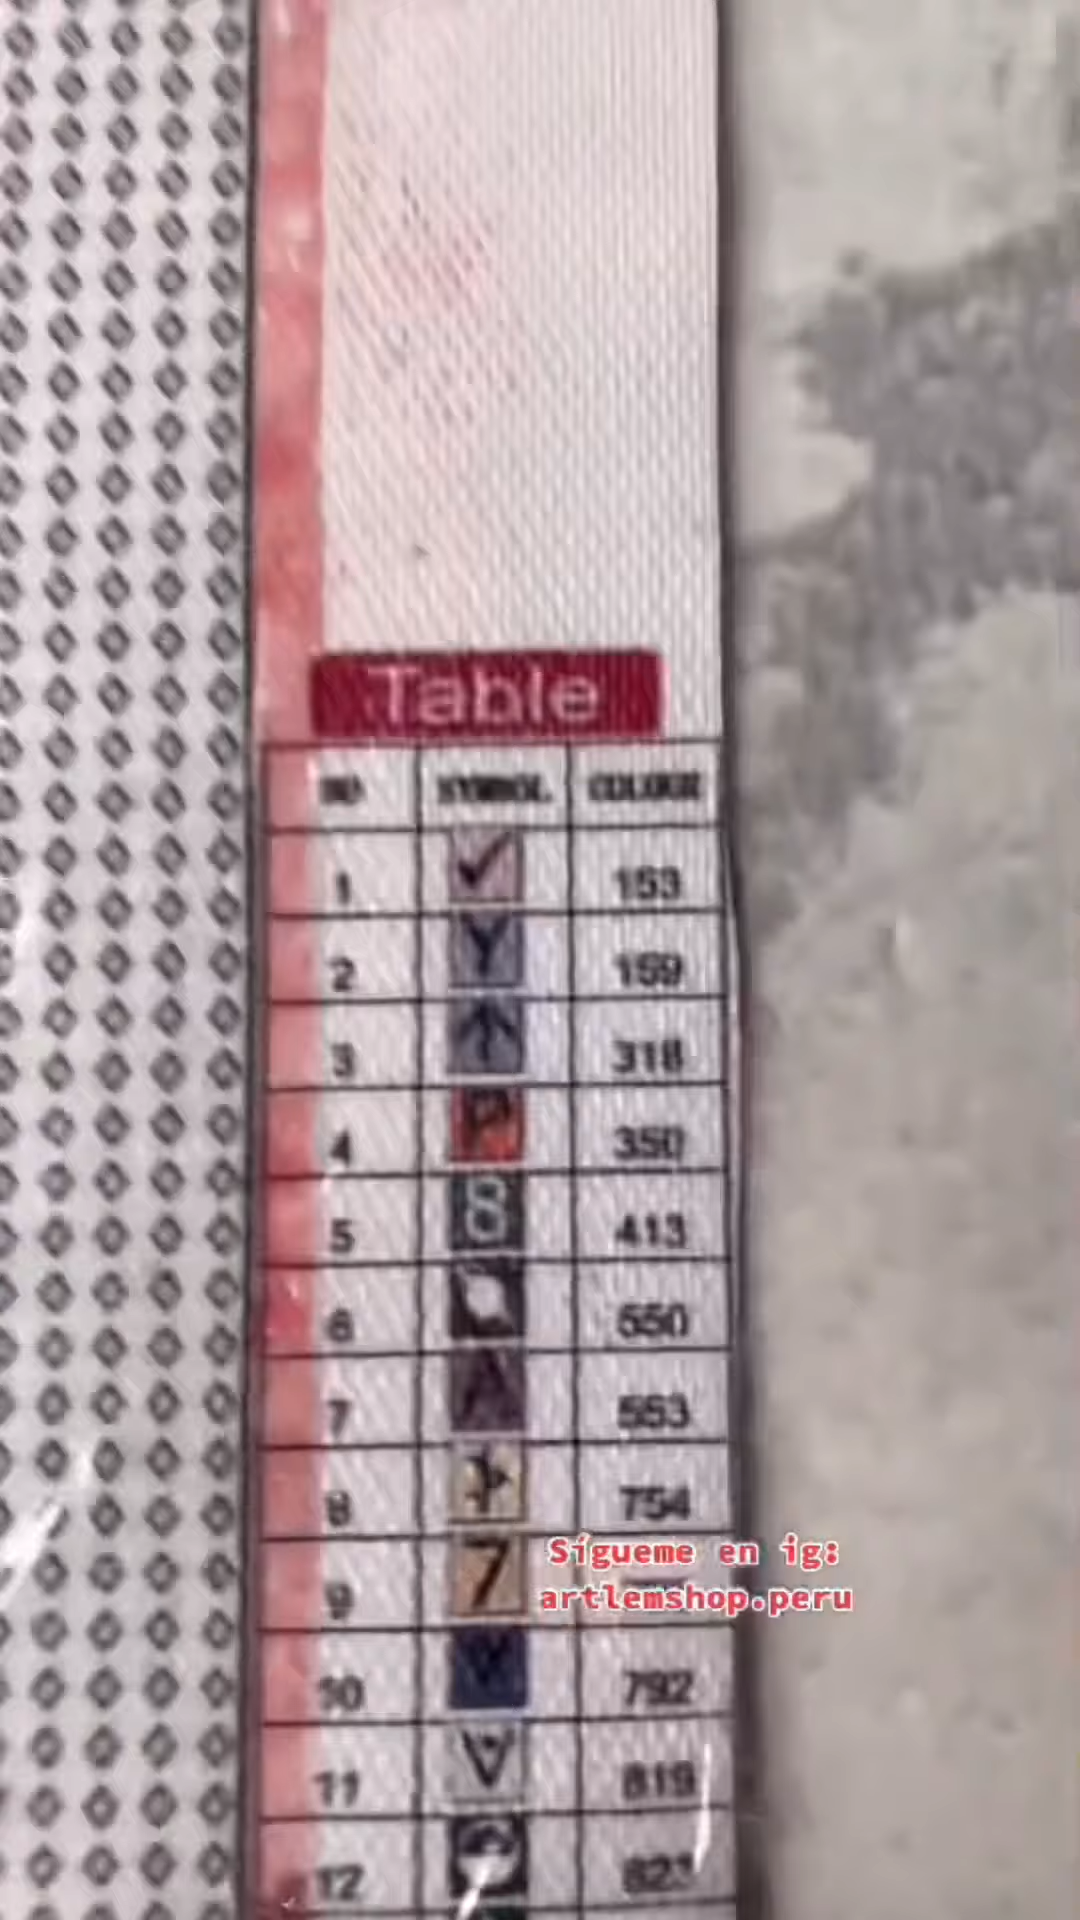 Table
NO SYMBOL COLOUR
1 ✓ 153
2 Y 159
3 318
4 P 350
5 8 413
6 550
7 553
8 754
9 7
10 792
11 819
12 823
Sígueme en ig:
artlemshop.peru